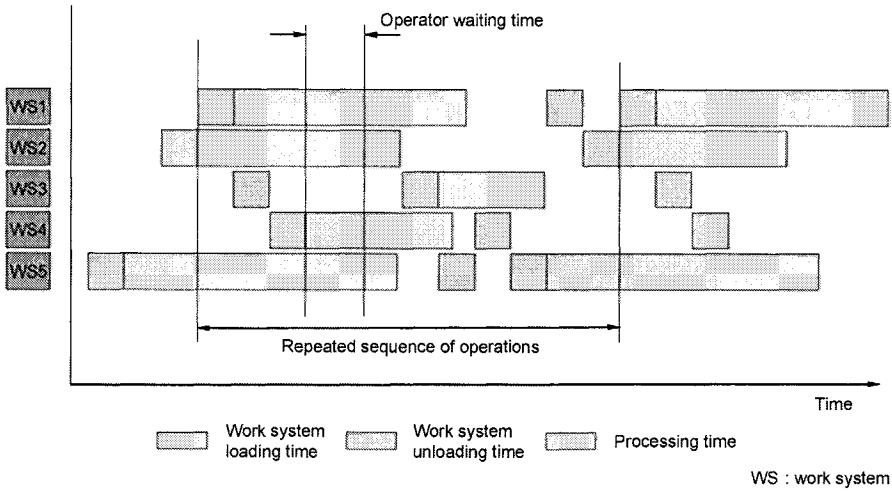 Operator waiting time
WS1
WS2
WS3
WS4
WS5
Repeated sequence of operations
Time
Work system
loading time
Work system
unloading time
Processing time
WS : work system